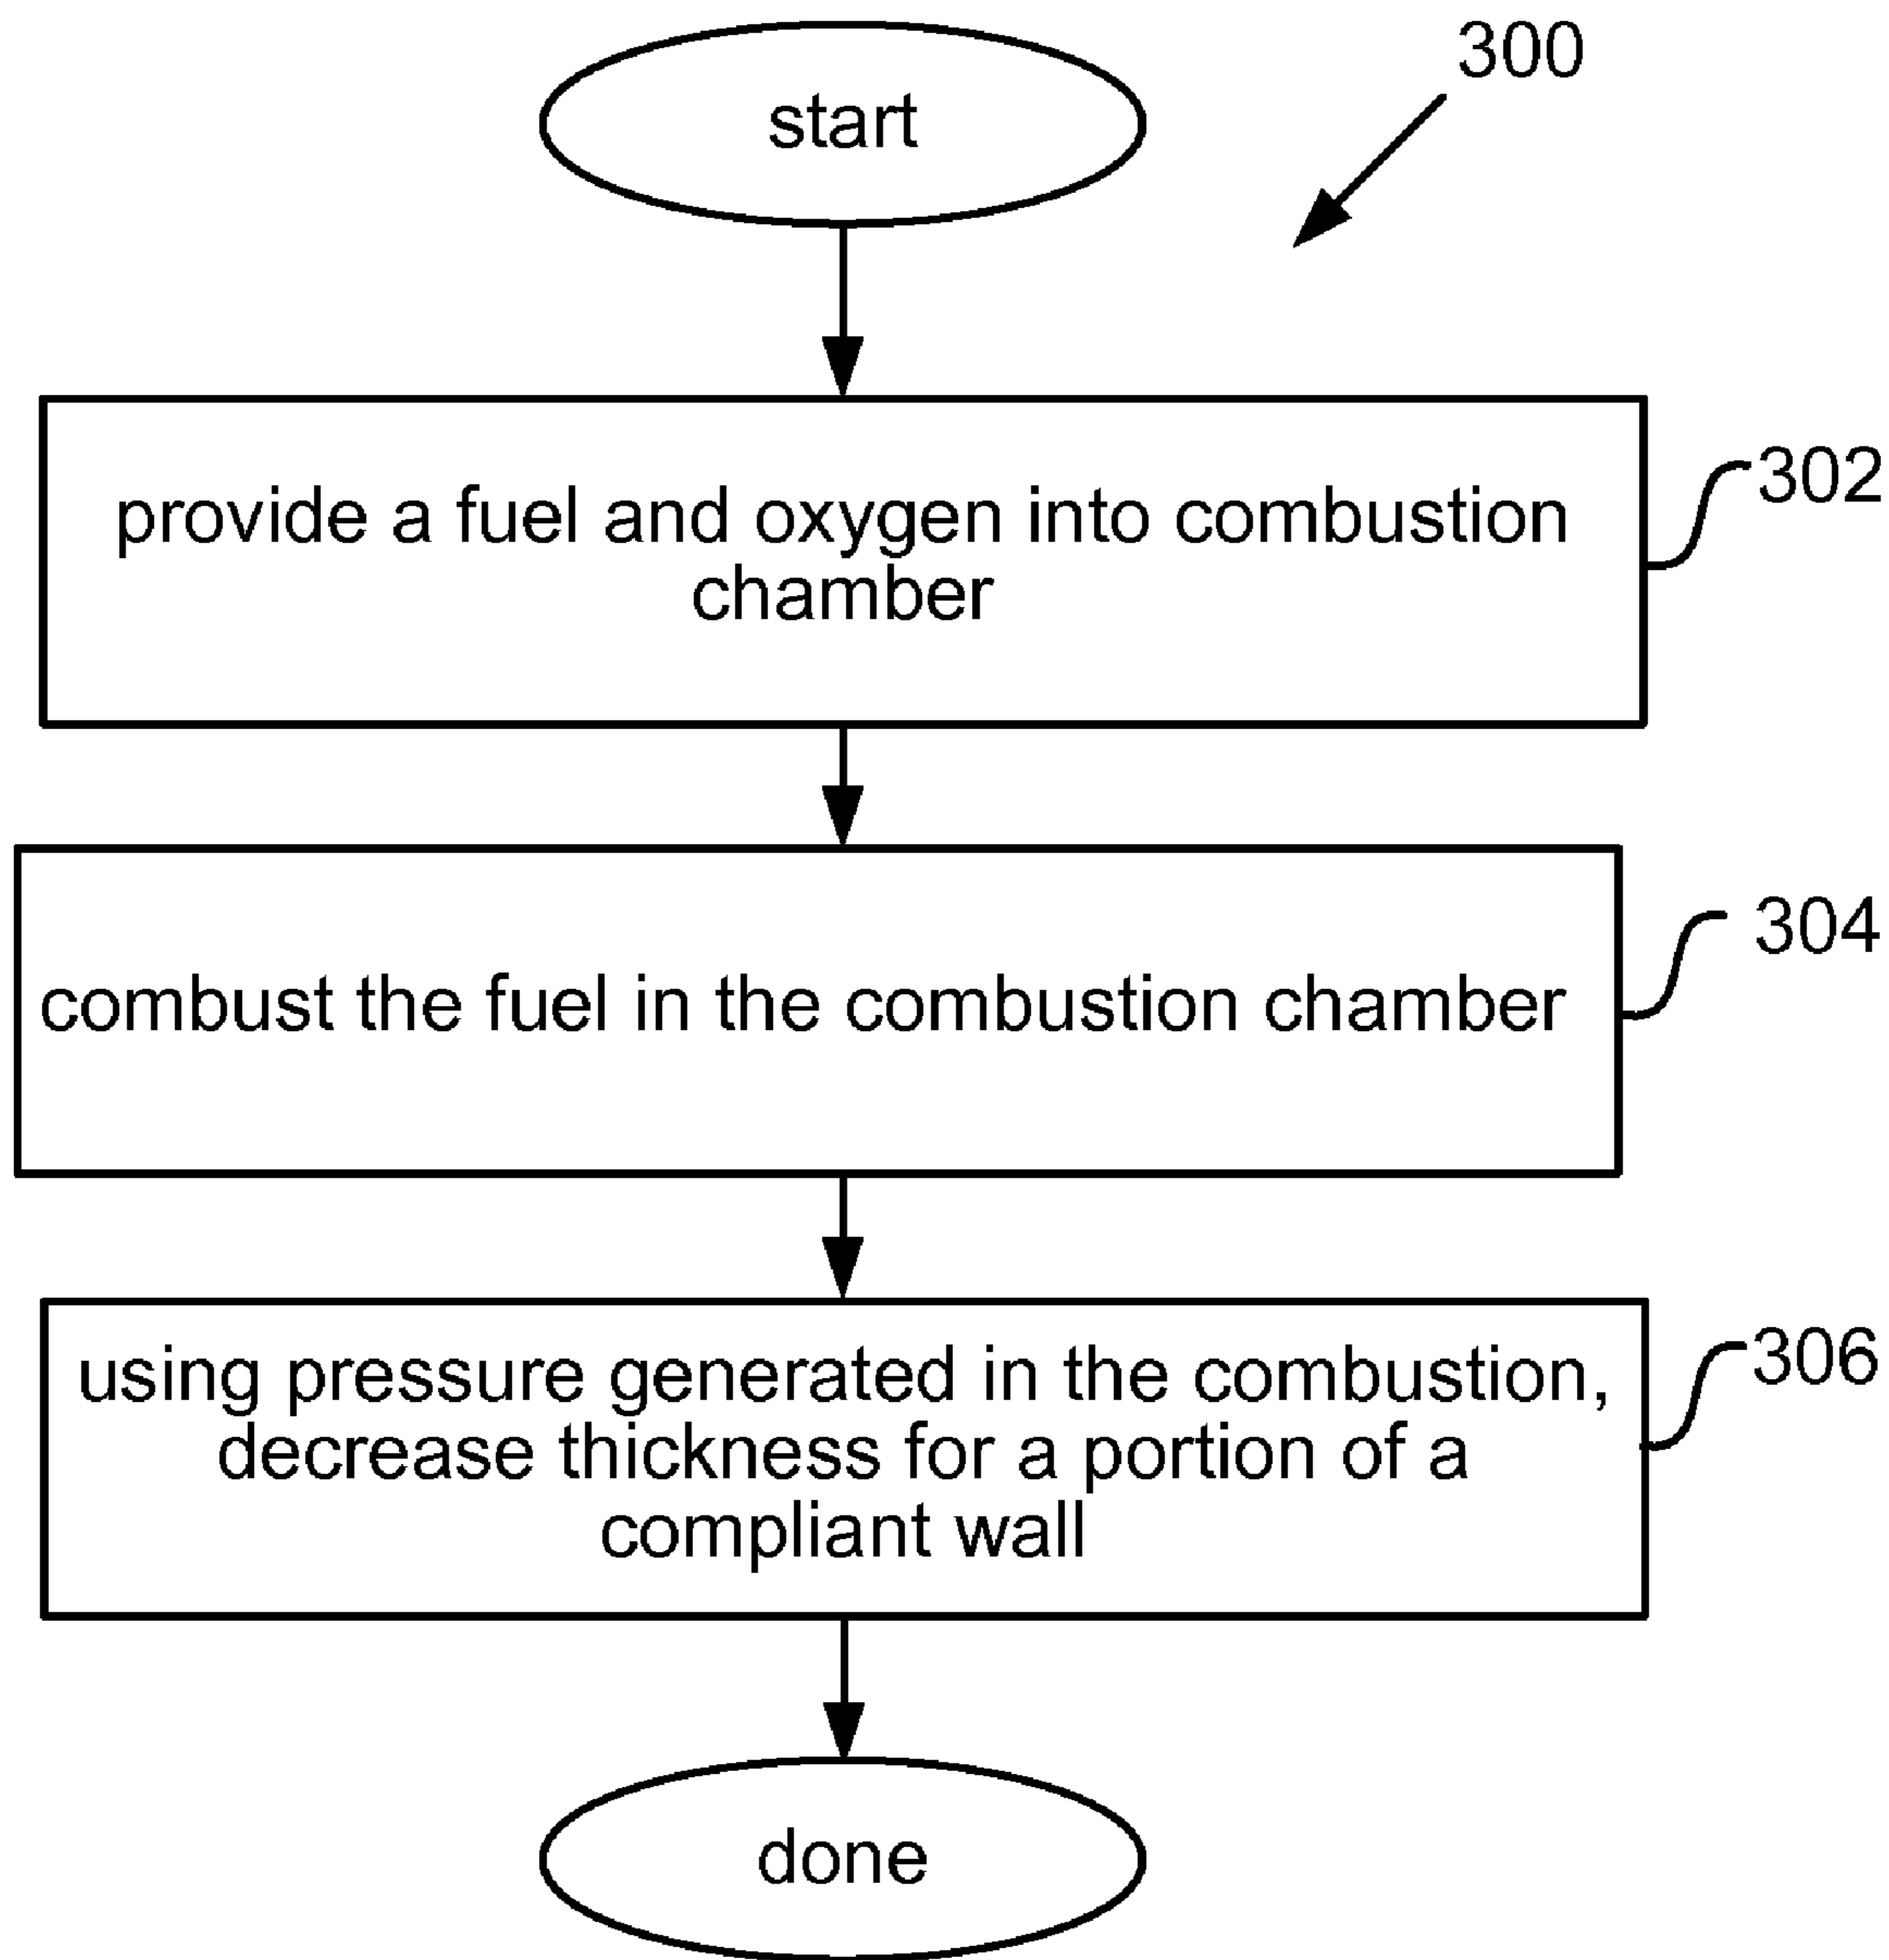 300
start
provide a fuel and oxygen into combustion
chamber
302
combust the fuel in the combustion chamber
304
using pressure generated in the combustion,
decrease thickness for a portion of a
compliant wall
306
done